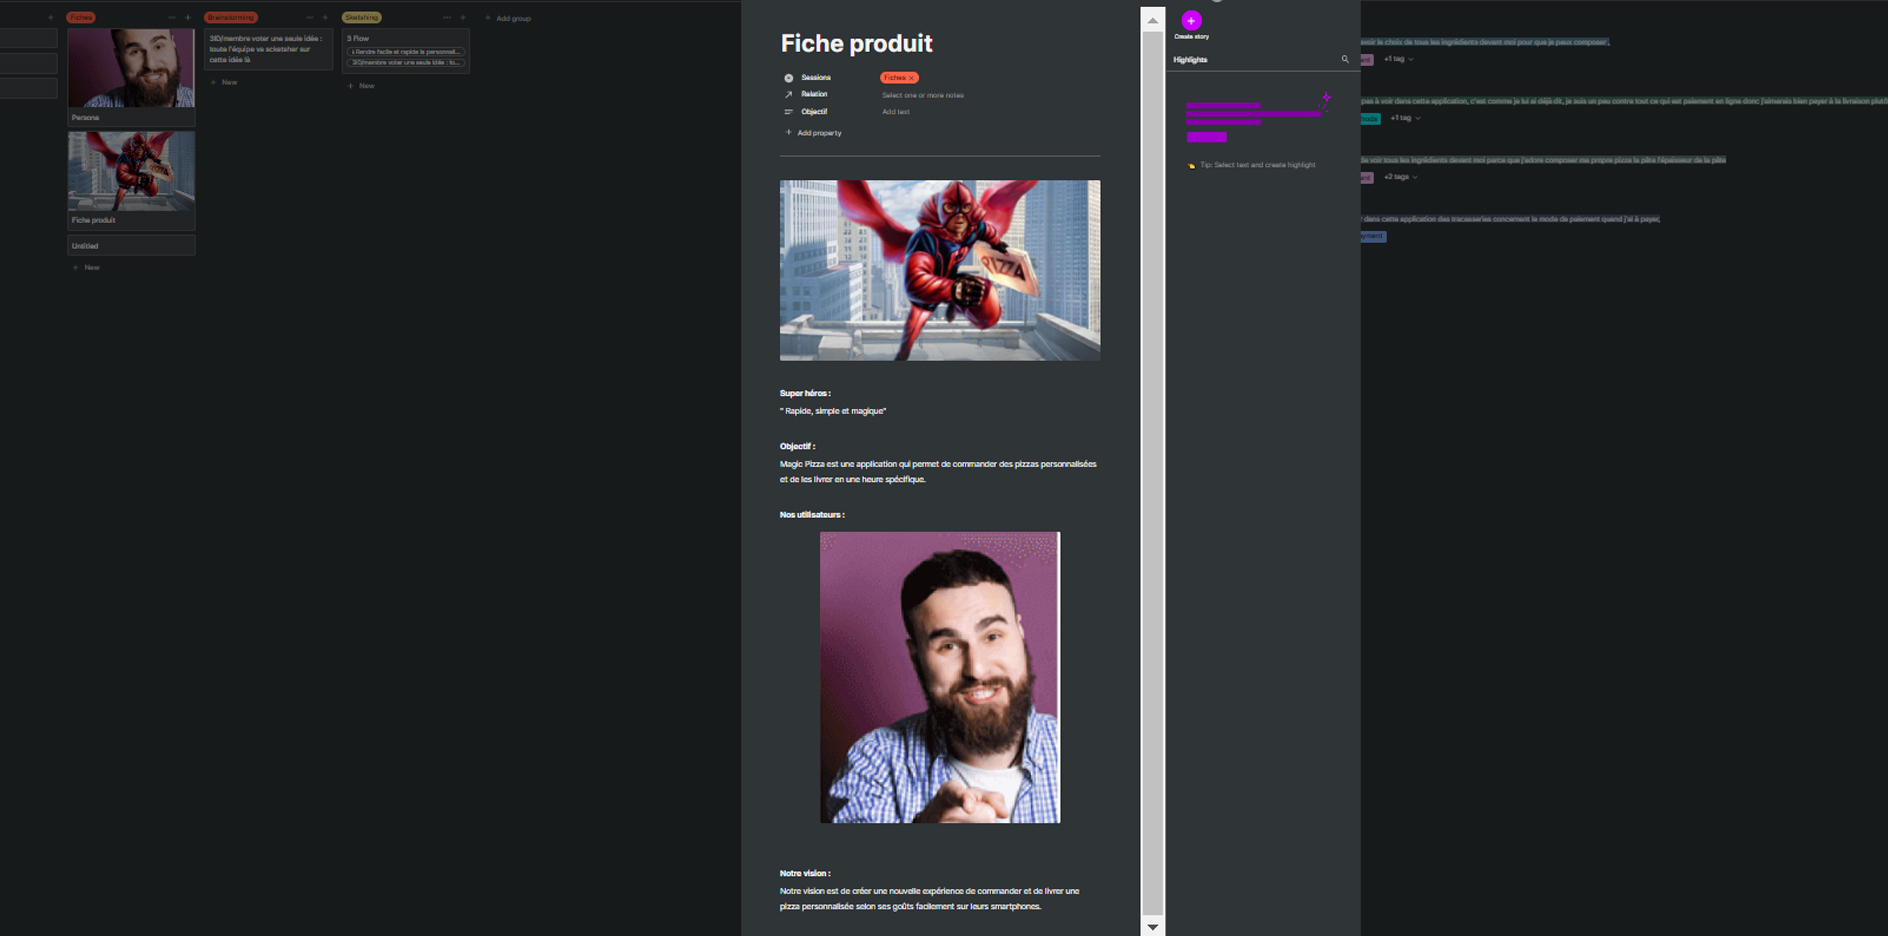 Fiches
Persona
Fiche produit
Untitled
New
Brainstorming
3ID/membre voter une seule idée :
toute l'équipe va scketsher sur
cette idée là
New
Sketshing
3 Flow
Rendre facile et rapide la personnali...
3ID/membre voter une seule idée : to...
New
Add group
Fiche produit
Sessions
Fiches ×
Relation
Select one or more notes
Objectif
Add text
Add property
PIZZA
Super héros :
" Rapide, simple et magique"
Objectif :
Magic Pizza est une application qui permet de commander des pizzas personnalisées
et de les livrer en une heure spécifique.
Nos utilisateurs :
Notre vision :
Notre vision est de créer une nouvelle expérience de commander et de livrer une
pizza personnalisée selon ses goûts facilement sur leurs smartphones.
Create story
Highlights
Tip: Select text and create highlight
avoir le choix de tous les ingrédients devant moi pour que je peux composer ,
+1 tag
pas à voir dans cette application, c'est comme je lui ai déjà dit, je suis un peu contre tout ce qui est paiement en ligne donc j'aimerais bien payer à la livraison
+1 tag
de voir tous les ingrédients devant moi parce que j'adore composer me propre pizza la pâte l'épaisseur de la pâte
+2 tags
dans cette application des tracasseries concernent le mode de paiement quand j'ai à payer,